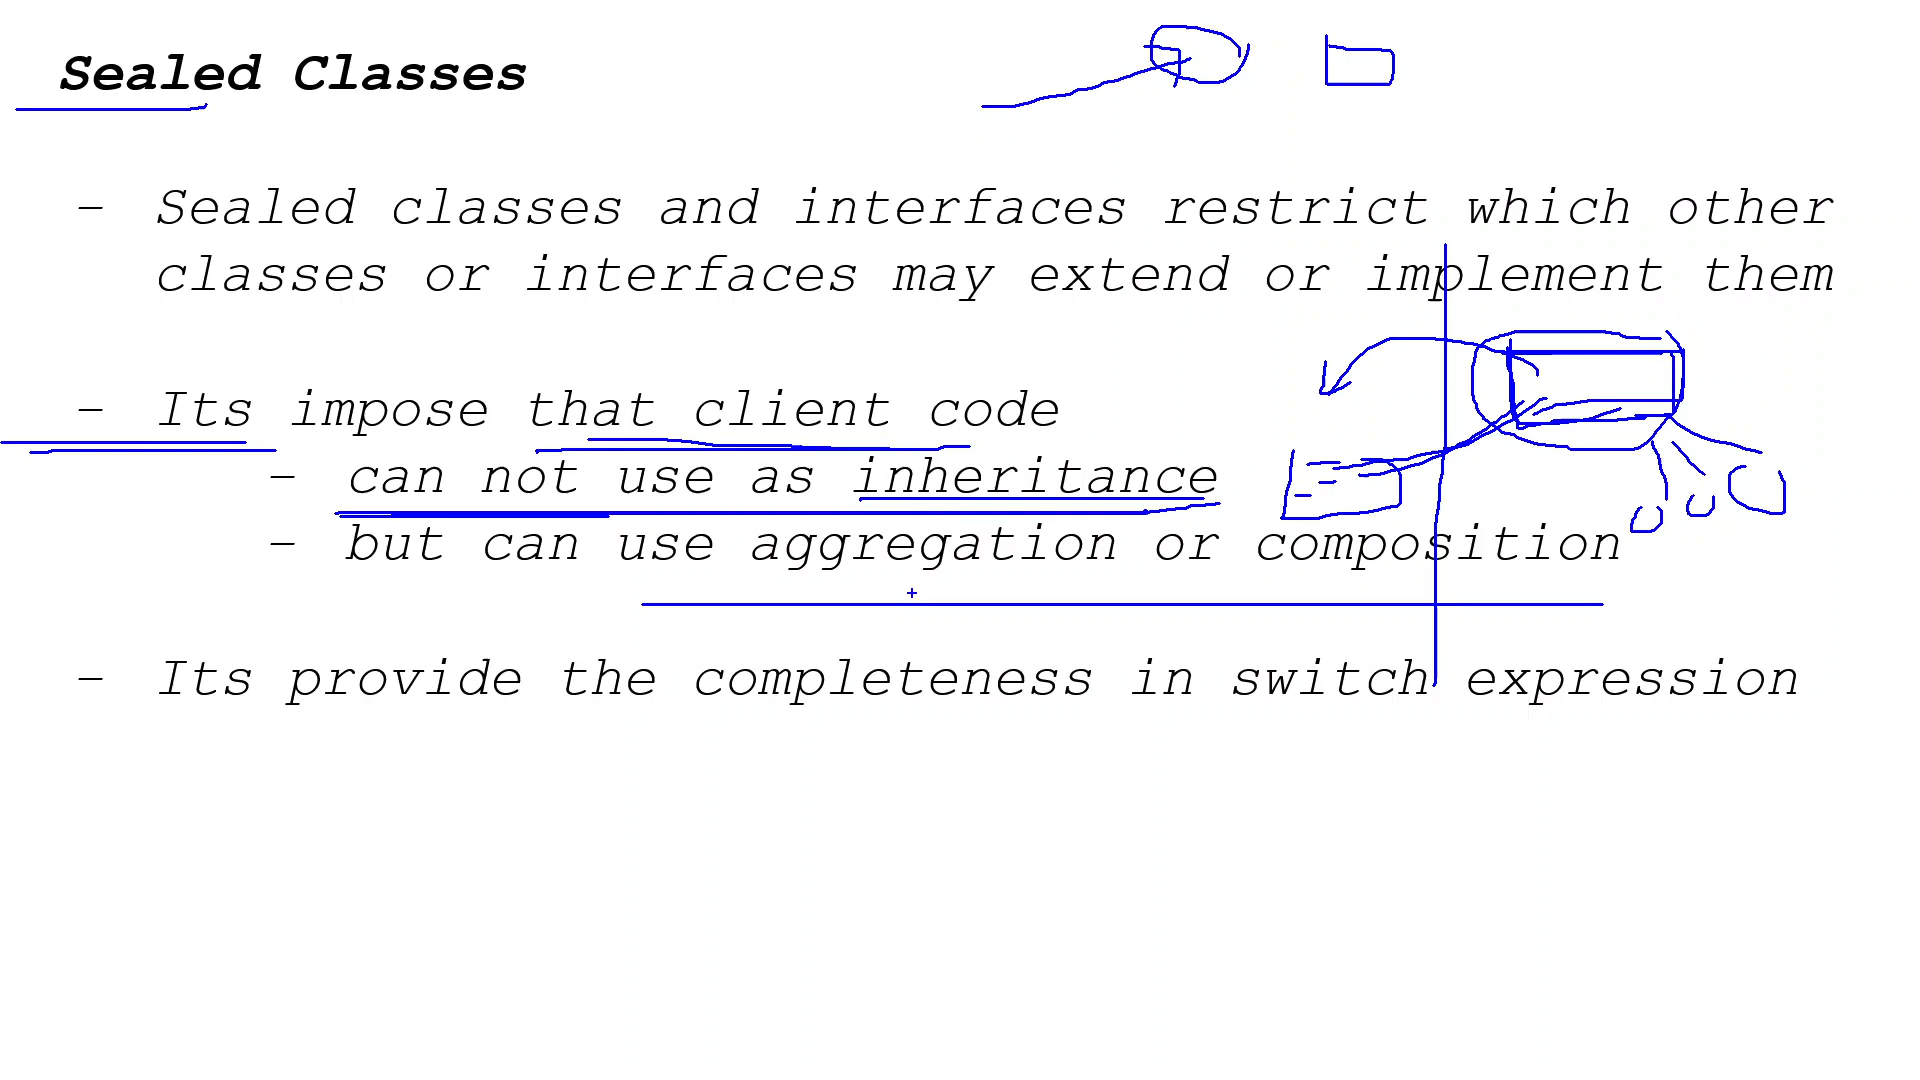 Sealed Classes
- Sealed classes and interfaces restrict which other
classes or interfaces may extend or implement them
- Its impose that client code
- can not use as inheritance
- but can use aggregation or composition
- Its provide the completeness in switch expression